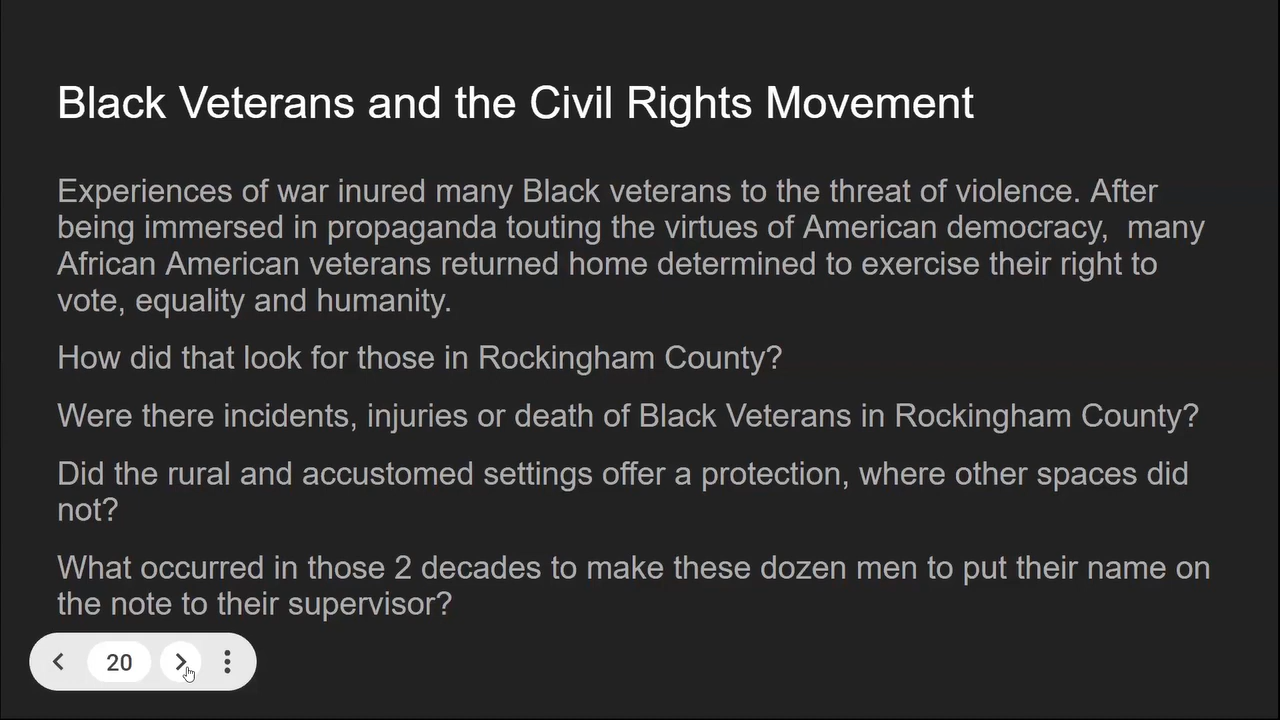 Black Veterans and the Civil Rights Movement
Experiences of war inured many Black veterans to the threat of violence. After
being immersed in propaganda touting the virtues of American democracy,  many
African American veterans returned home determined to exercise their right to
vote, equality and humanity.
How did that look for those in Rockingham County?
Were there incidents, injuries or death of Black Veterans in Rockingham County?
Did the rural and accustomed settings offer a protection, where other spaces did
not?
What occurred in those 2 decades to make these dozen men to put their name on
the note to their supervisor?
20